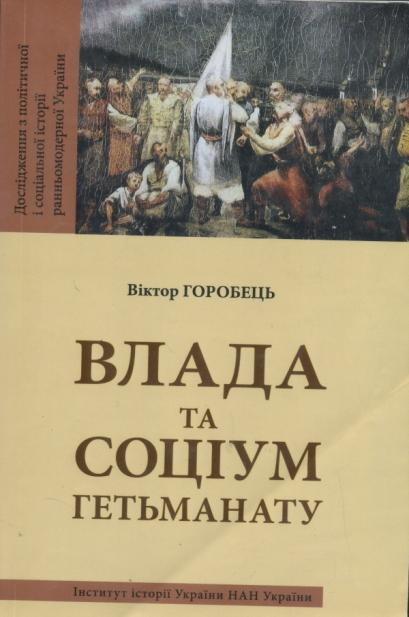 Дослідження з політичної
і соціальної історії
ранньомодерної України
Віктор ГОРОБЕЦЬ
ВЛАДА
ТА
СОЦІУМ
ГЕТЬМАНАТУ
Інститут історії України НАН України